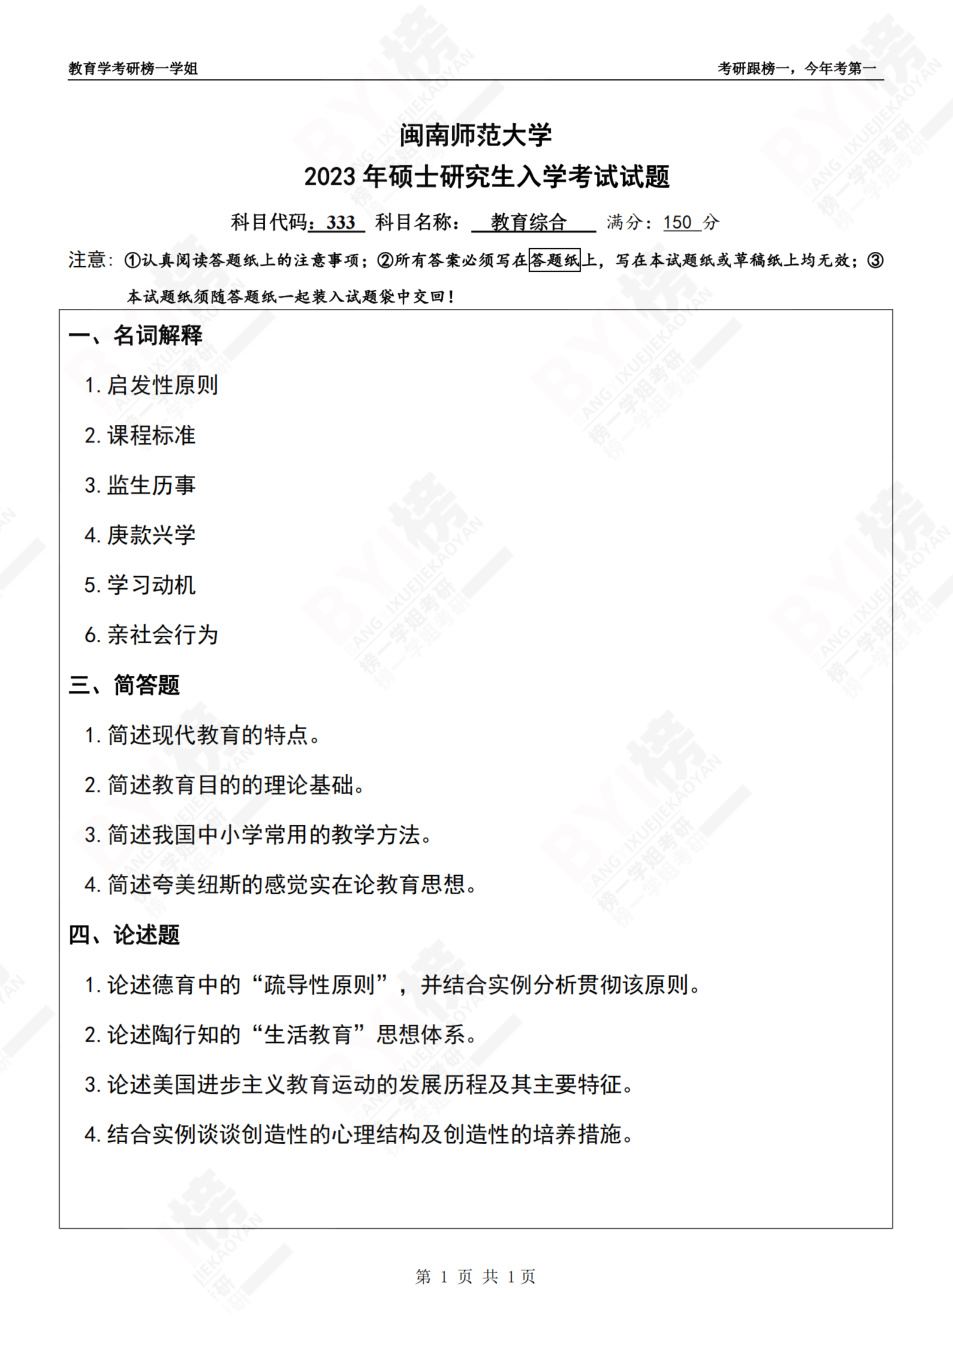 教育学考研榜一学姐 考研跟榜一，今年考第一
闽南师范大学
2023 年硕士研究生入学考试试题
科目代码：333 科目名称： 教育综合 满分：150 分
注意：①认真阅读答题纸上的注意事项；②所有答案必须写在答题纸上，写在本试题纸或草稿纸上均无效；③
本试题纸须随答题纸一起装入试题袋中交回！
一、名词解释
1.启发性原则
2.课程标准
3.监生历事
4.庚款兴学
5.学习动机
6.亲社会行为
三、简答题
1.简述现代教育的特点。
2.简述教育目的的理论基础。
3.简述我国中小学常用的教学方法。
4.简述夸美纽斯的感觉实在论教育思想。
四、论述题
1.论述德育中的“疏导性原则”，并结合实例分析贯彻该原则。
2.论述陶行知的“生活教育”思想体系。
3.论述美国进步主义教育运动的发展历程及其主要特征。
4.结合实例谈谈创造性的心理结构及创造性的培养措施。
第 1 页 共 1 页